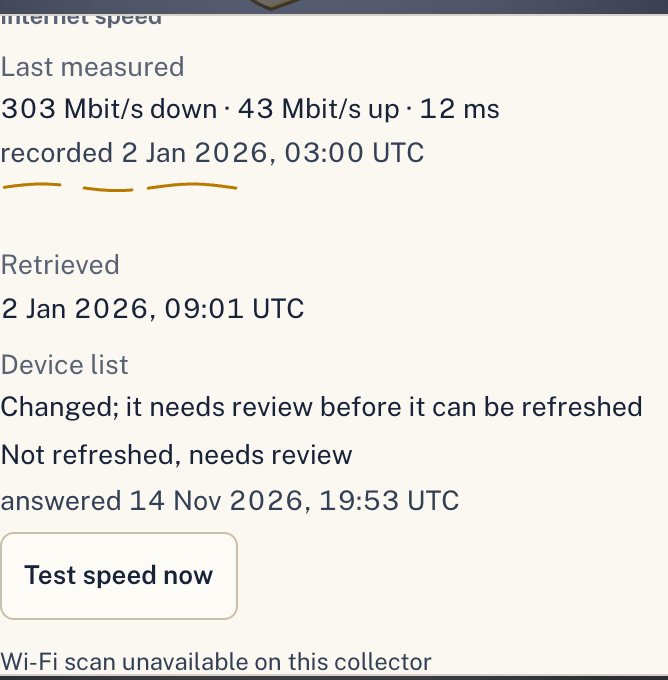 Internet speed
Last measured
303 Mbit/s down · 43 Mbit/s up · 12 ms
recorded 2 Jan 2026, 03:00 UTC
Retrieved
2 Jan 2026, 09:01 UTC
Device list
Changed; it needs review before it can be refreshed
Not refreshed, needs review
answered 14 Nov 2026, 19:53 UTC
Test speed now
Wi-Fi scan unavailable on this collector